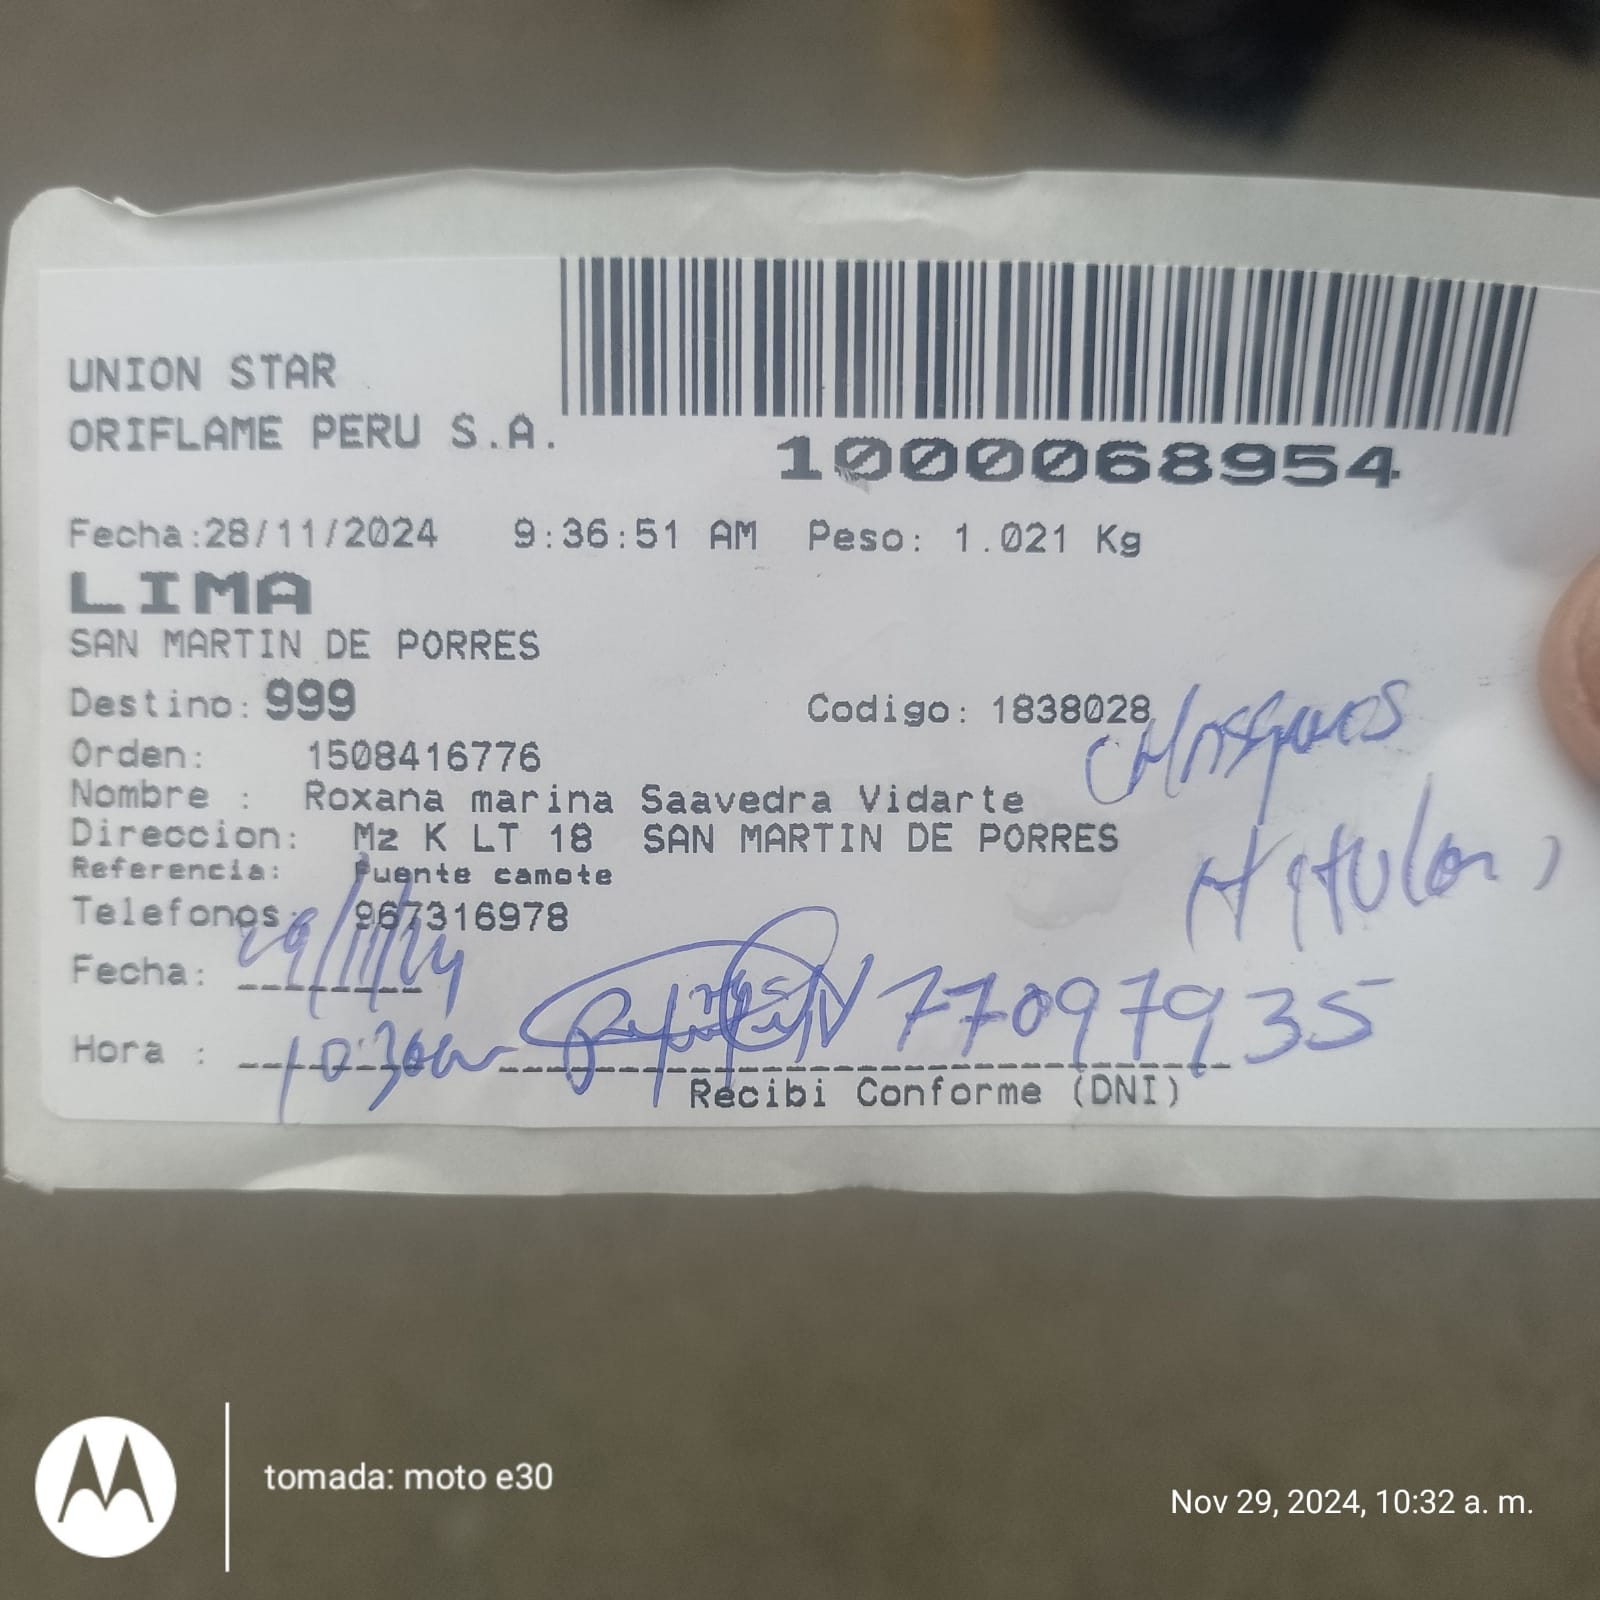 UNION STAR
ORIFLAME PERU S.A.
1000068954
Fecha:28/11/2024 9:36:51 AM Peso: 1.021 Kg
LIMA
SAN MARTIN DE PORRES
Destino: 999 Codigo: 1838028
Orden: 1508416776
Nombre : Roxana marina Saavedra Vidarte
Direccion: Mz K LT 18 SAN MARTIN DE PORRES
Referencia: Puente camote
Telefonos: 967316978
Fecha: 29/11/24
Hora : 10:30am 77097935
Recibi Conforme (DNI)
tomada: moto e30
Nov 29, 2024, 10:32 a. m.